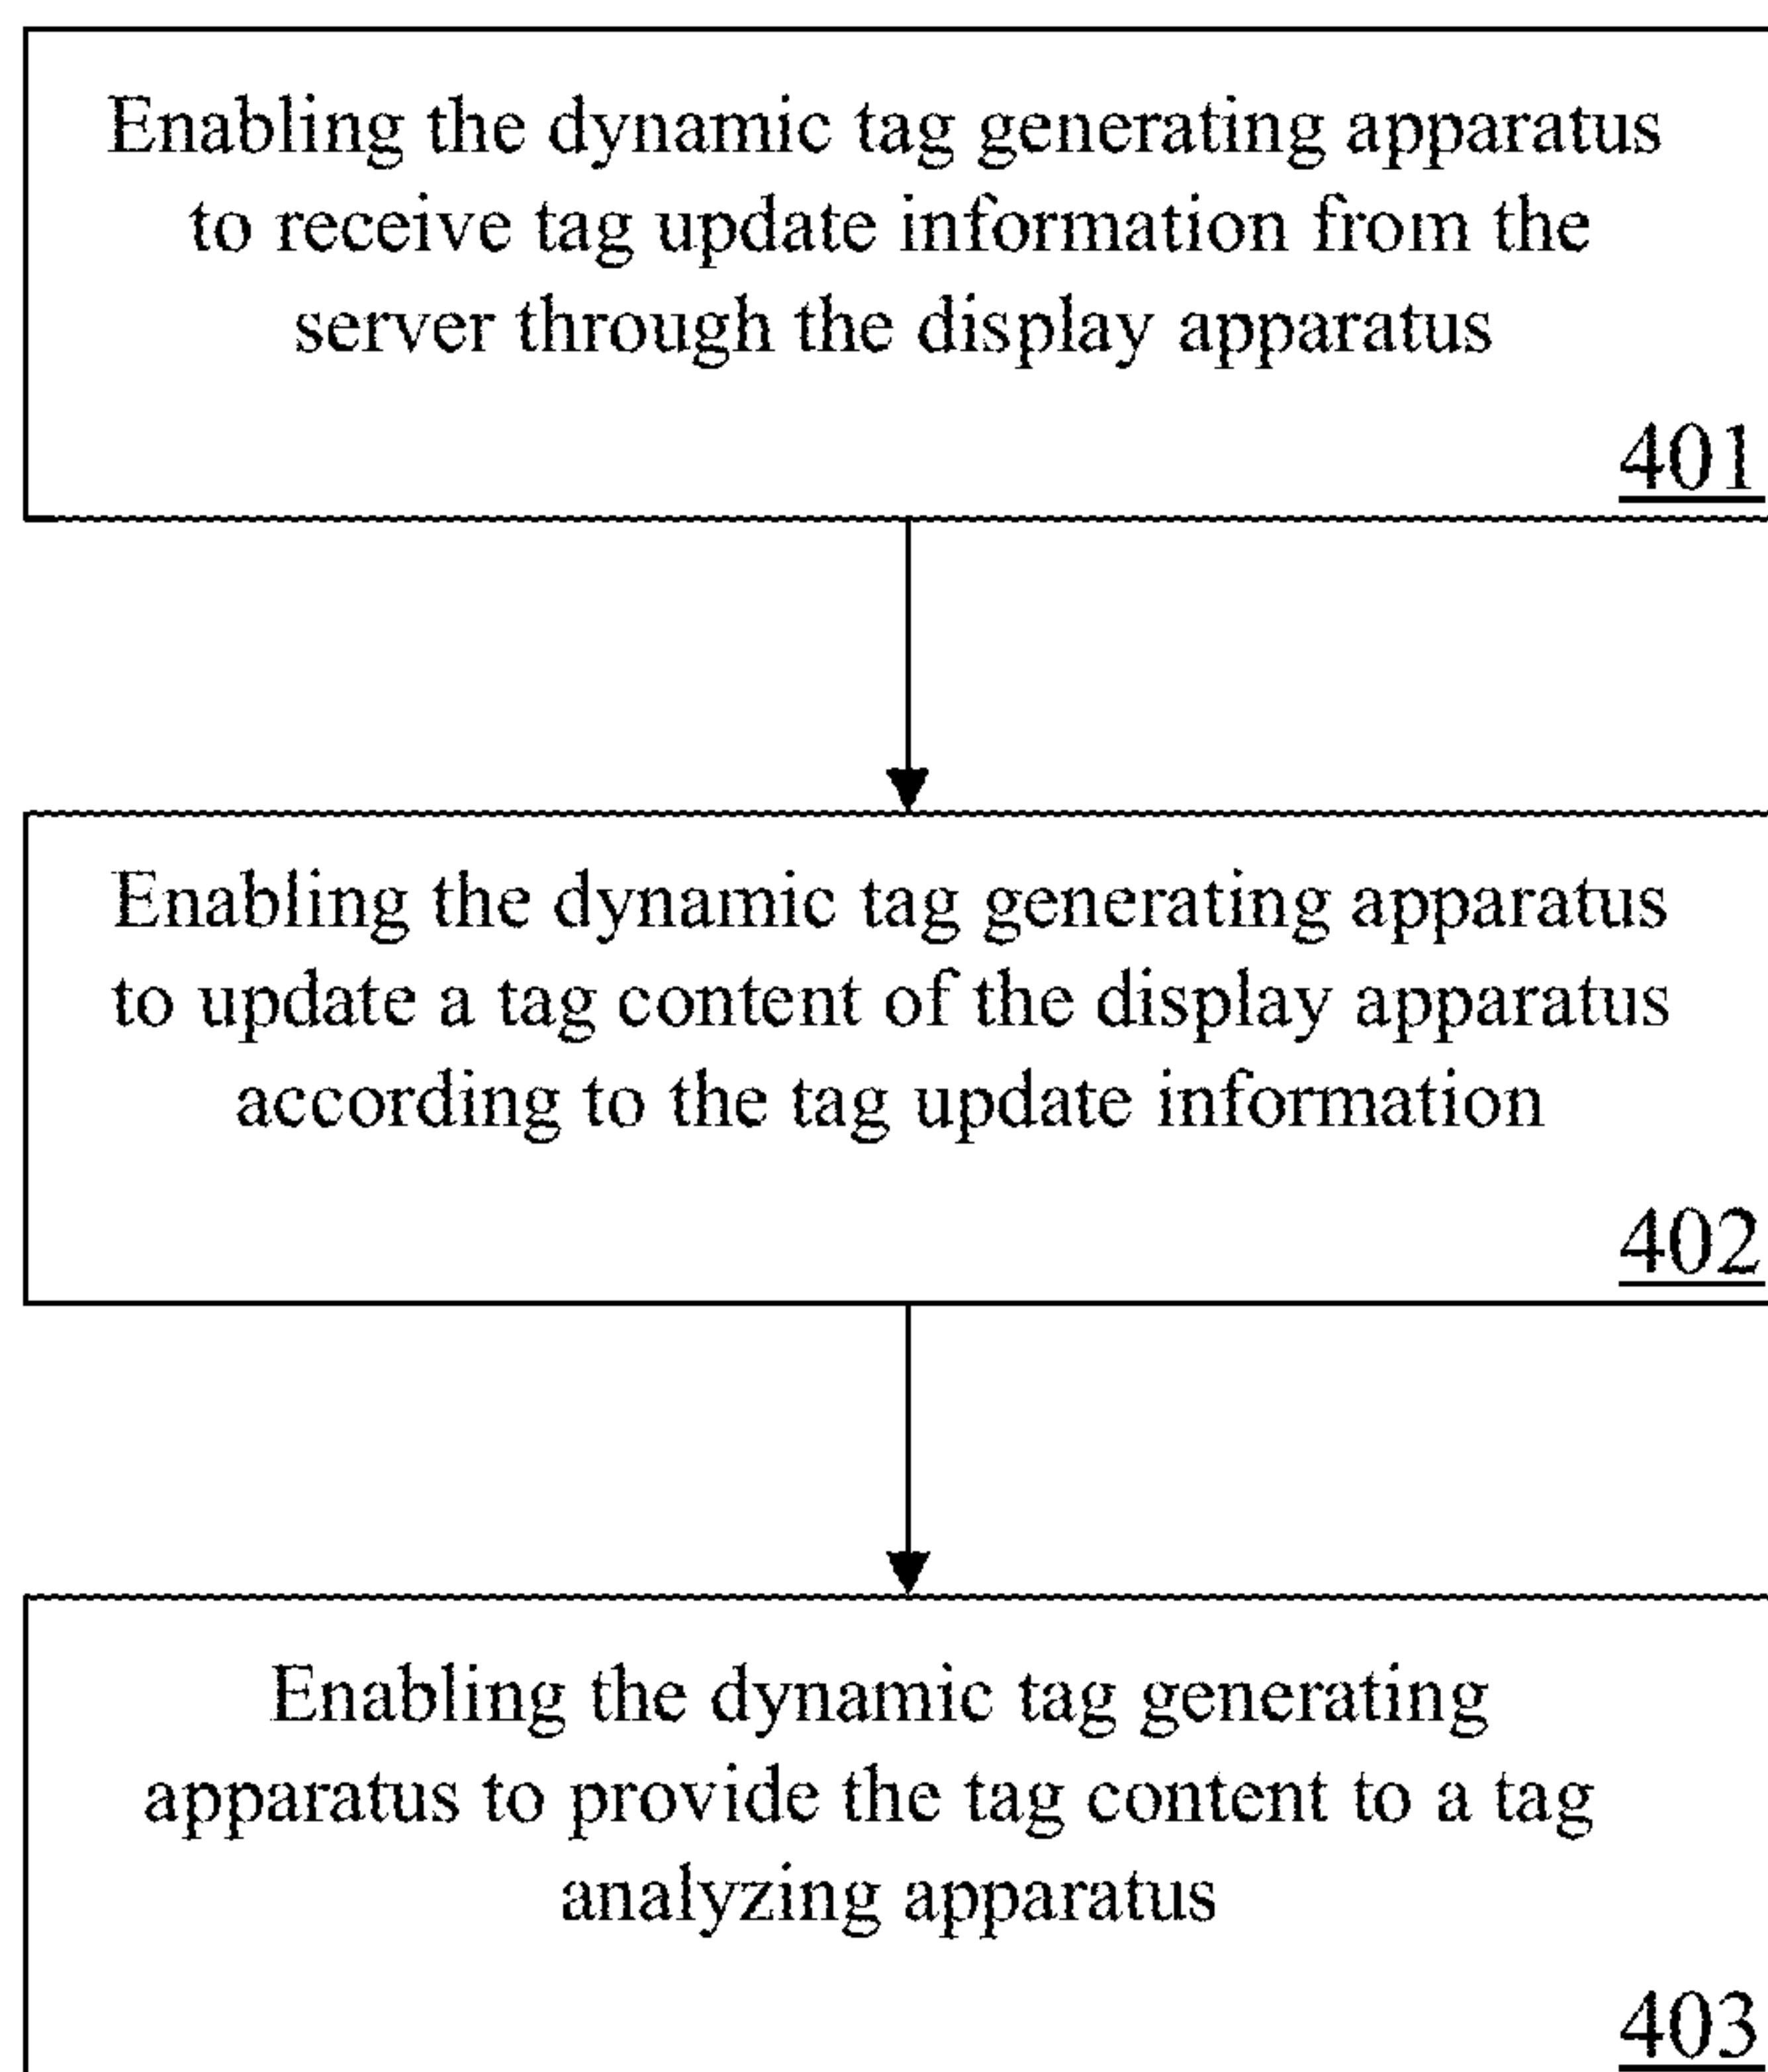 Enabling the dynamic tag generating apparatus
to receive tag update information from the
server through the display apparatus
401
Enabling the dynamic tag generating apparatus
to update a tag content of the display apparatus
according to the tag update information
402
Enabling the dynamic tag generating
apparatus to provide the tag content to a tag
analyzing apparatus
403